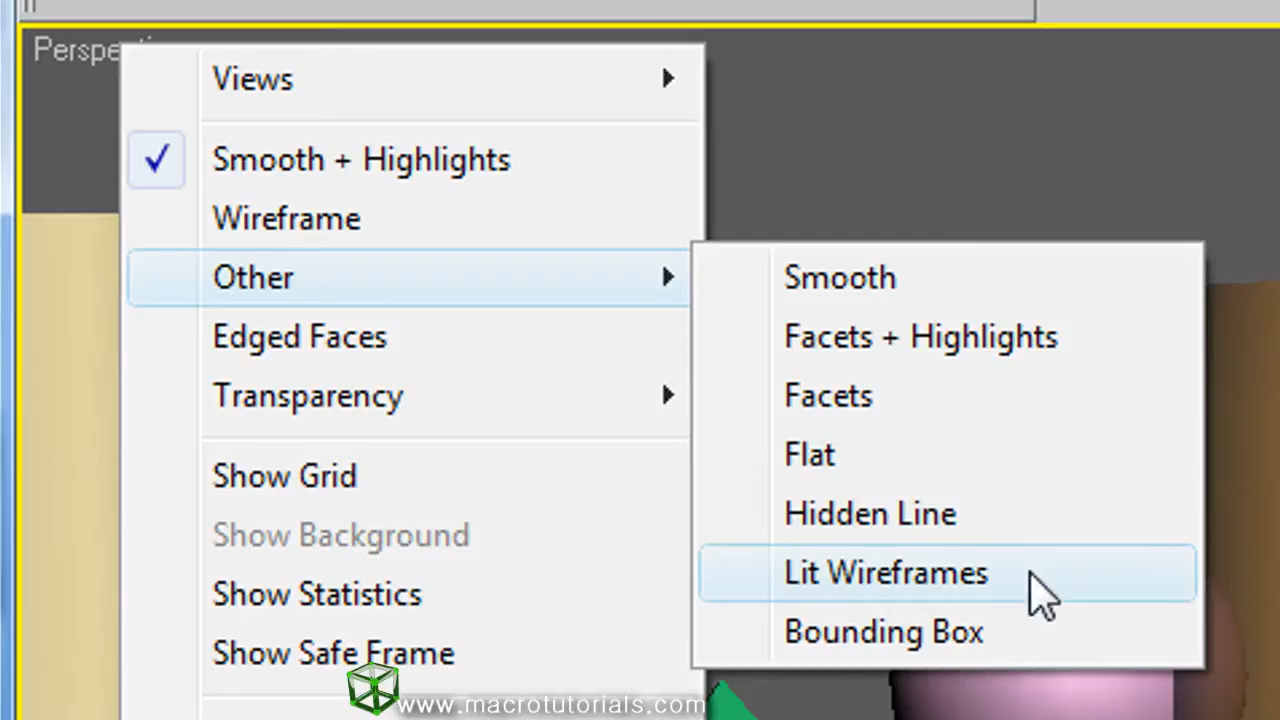 Views
Smooth + Highlights
Wireframe
Other
Edged Faces
Transparency
Show Grid
Show Background
Show Statistics
Show Safe Frame
Smooth
Facets + Highlights
Facets
Flat
Hidden Line
Lit Wireframes
Bounding Box
www.macrotutorials.com